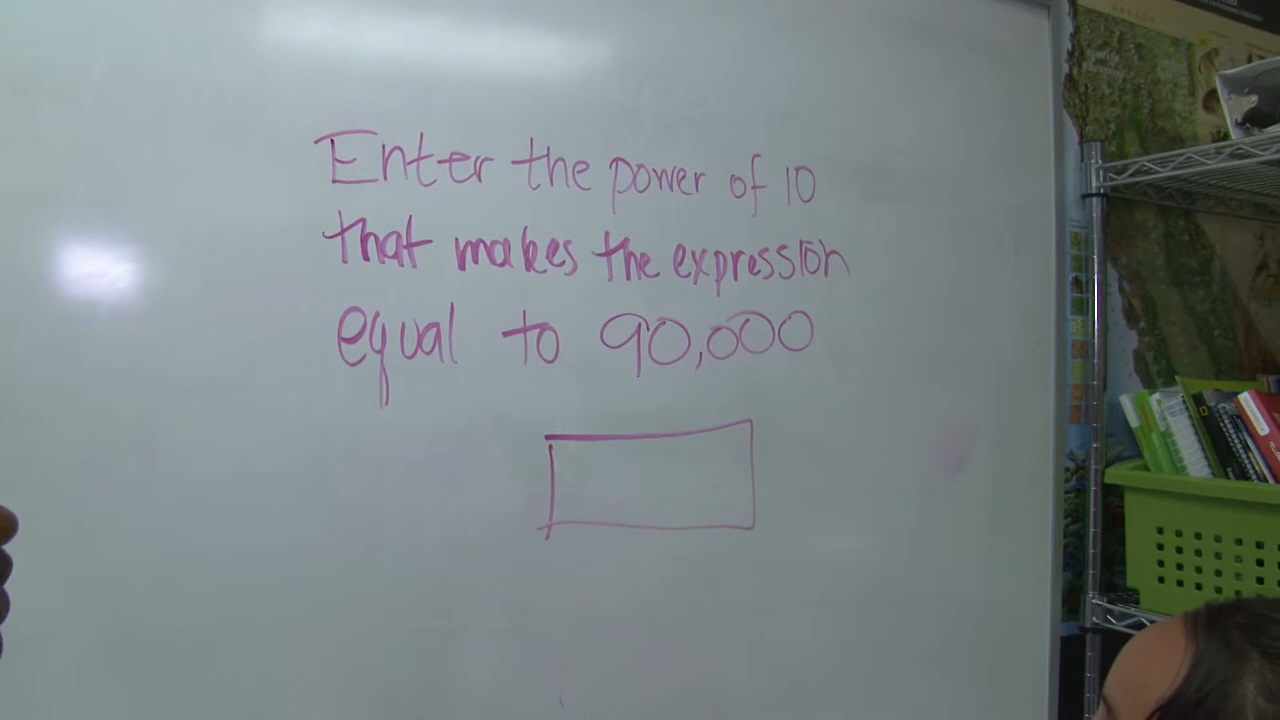 Enter the power of 10
that makes the expression
equal to 90,000